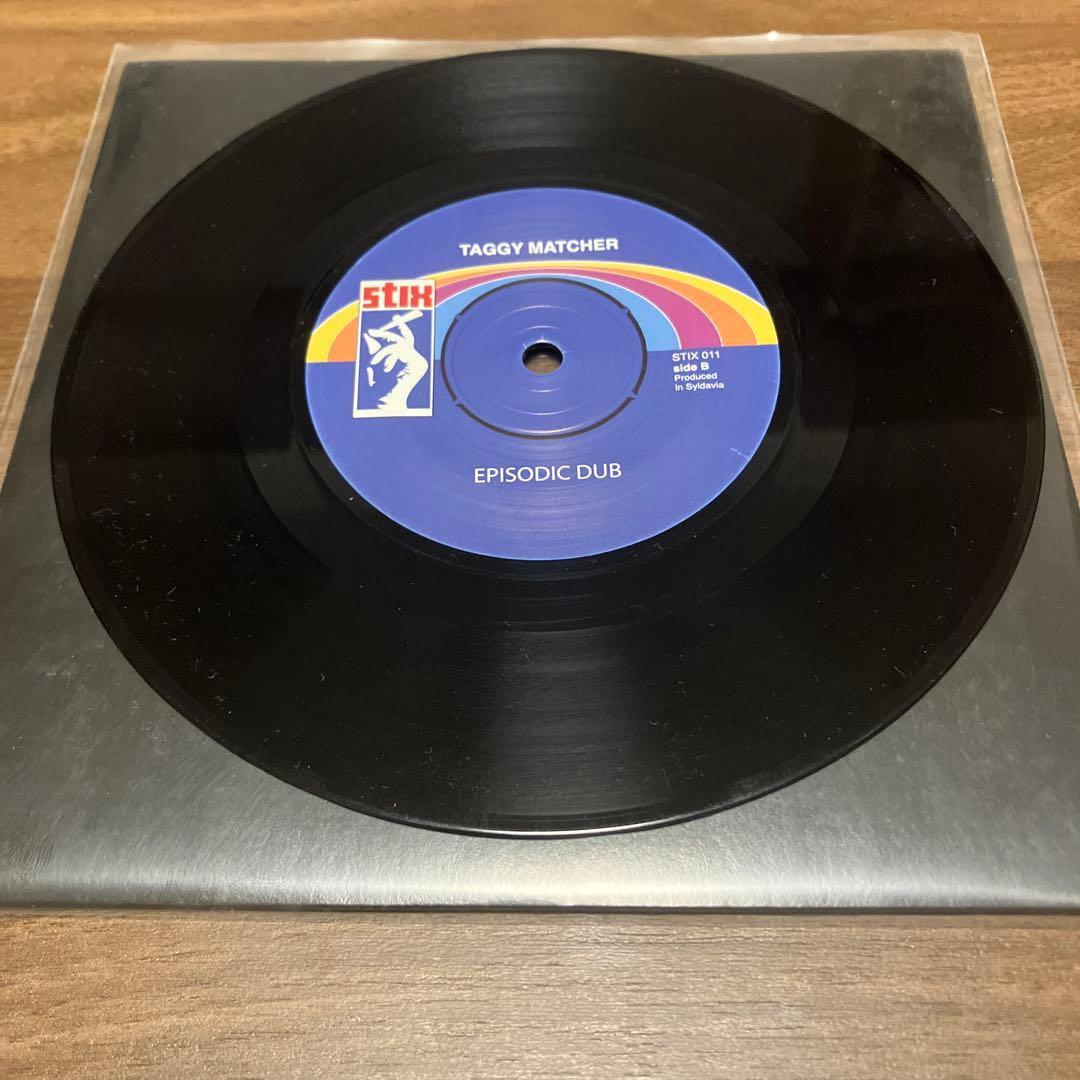 TAGGY MATCHER
stix
STIX 011
side B
Produced
in Syldavia
EPISODIC DUB